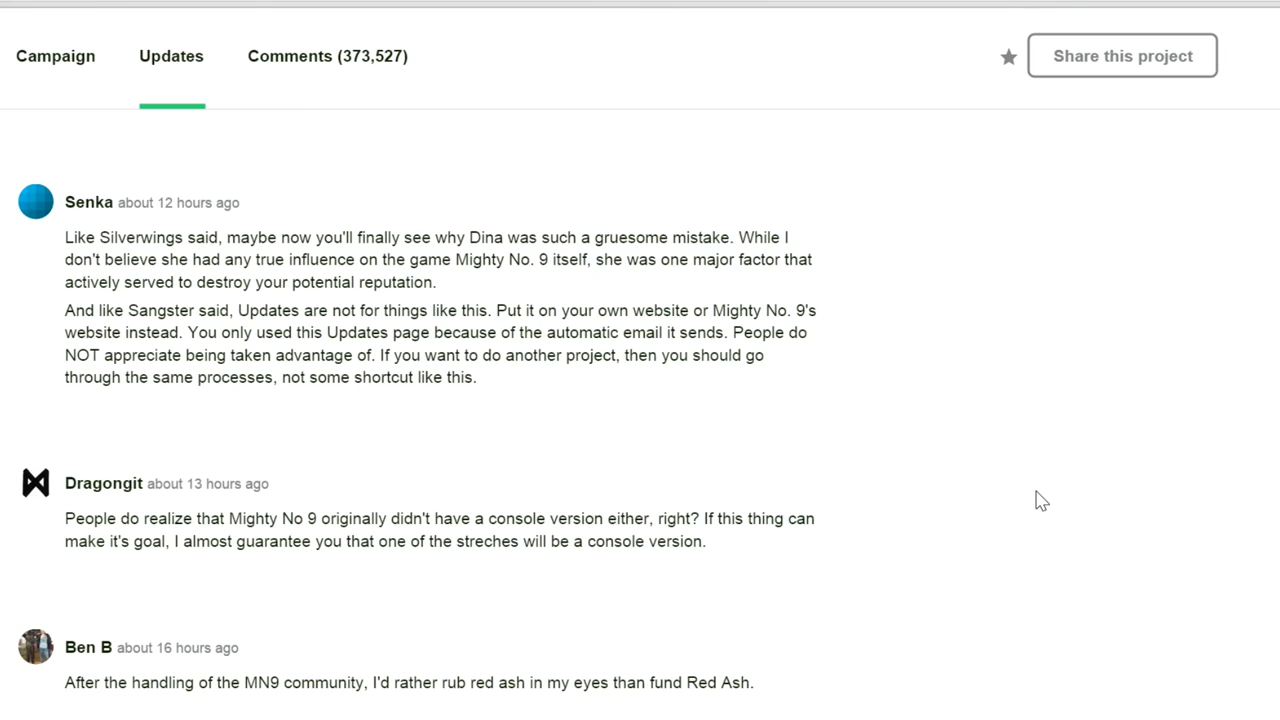 Campaign
Updates
Comments (373,527)
Share this project
Senka about 12 hours ago
Like Silverwings said, maybe now you'll finally see why Dina was such a gruesome mistake. While I
don't believe she had any true influence on the game Mighty No. 9 itself, she was one major factor that
actively served to destroy your potential reputation.
And like Sangster said, Updates are not for things like this. Put it on your own website or Mighty No. 9's
website instead. You only used this Updates page because of the automatic email it sends. People do
NOT appreciate being taken advantage of. If you want to do another project, then you should go
through the same processes, not some shortcut like this.
Dragongit about 13 hours ago
People do realize that Mighty No 9 originally didn't have a console version either, right? If this thing can
make it's goal, I almost guarantee you that one of the streches will be a console version.
Ben B about 16 hours ago
After the handling of the MN9 community, I'd rather rub red ash in my eyes than fund Red Ash.